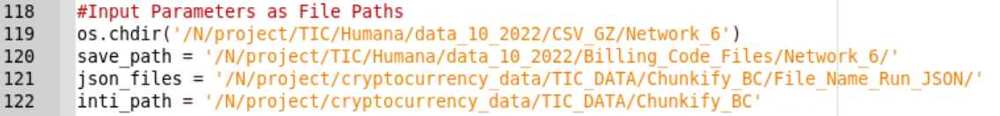 118 #Input Parameters as File Paths
119 os.chdir('/N/project/TIC/Humana/data_10_2022/CSV_GZ/Network_6')
120 save_path = '/N/project/TIC/Humana/data_10_2022/Billing_Code_Files/Network_6/'
121 json_files = '/N/project/cryptocurrency_data/TIC_DATA/Chunkify_BC/File_Name_Run_JSON/'
122 inti_path = '/N/project/cryptocurrency_data/TIC_DATA/Chunkify_BC'